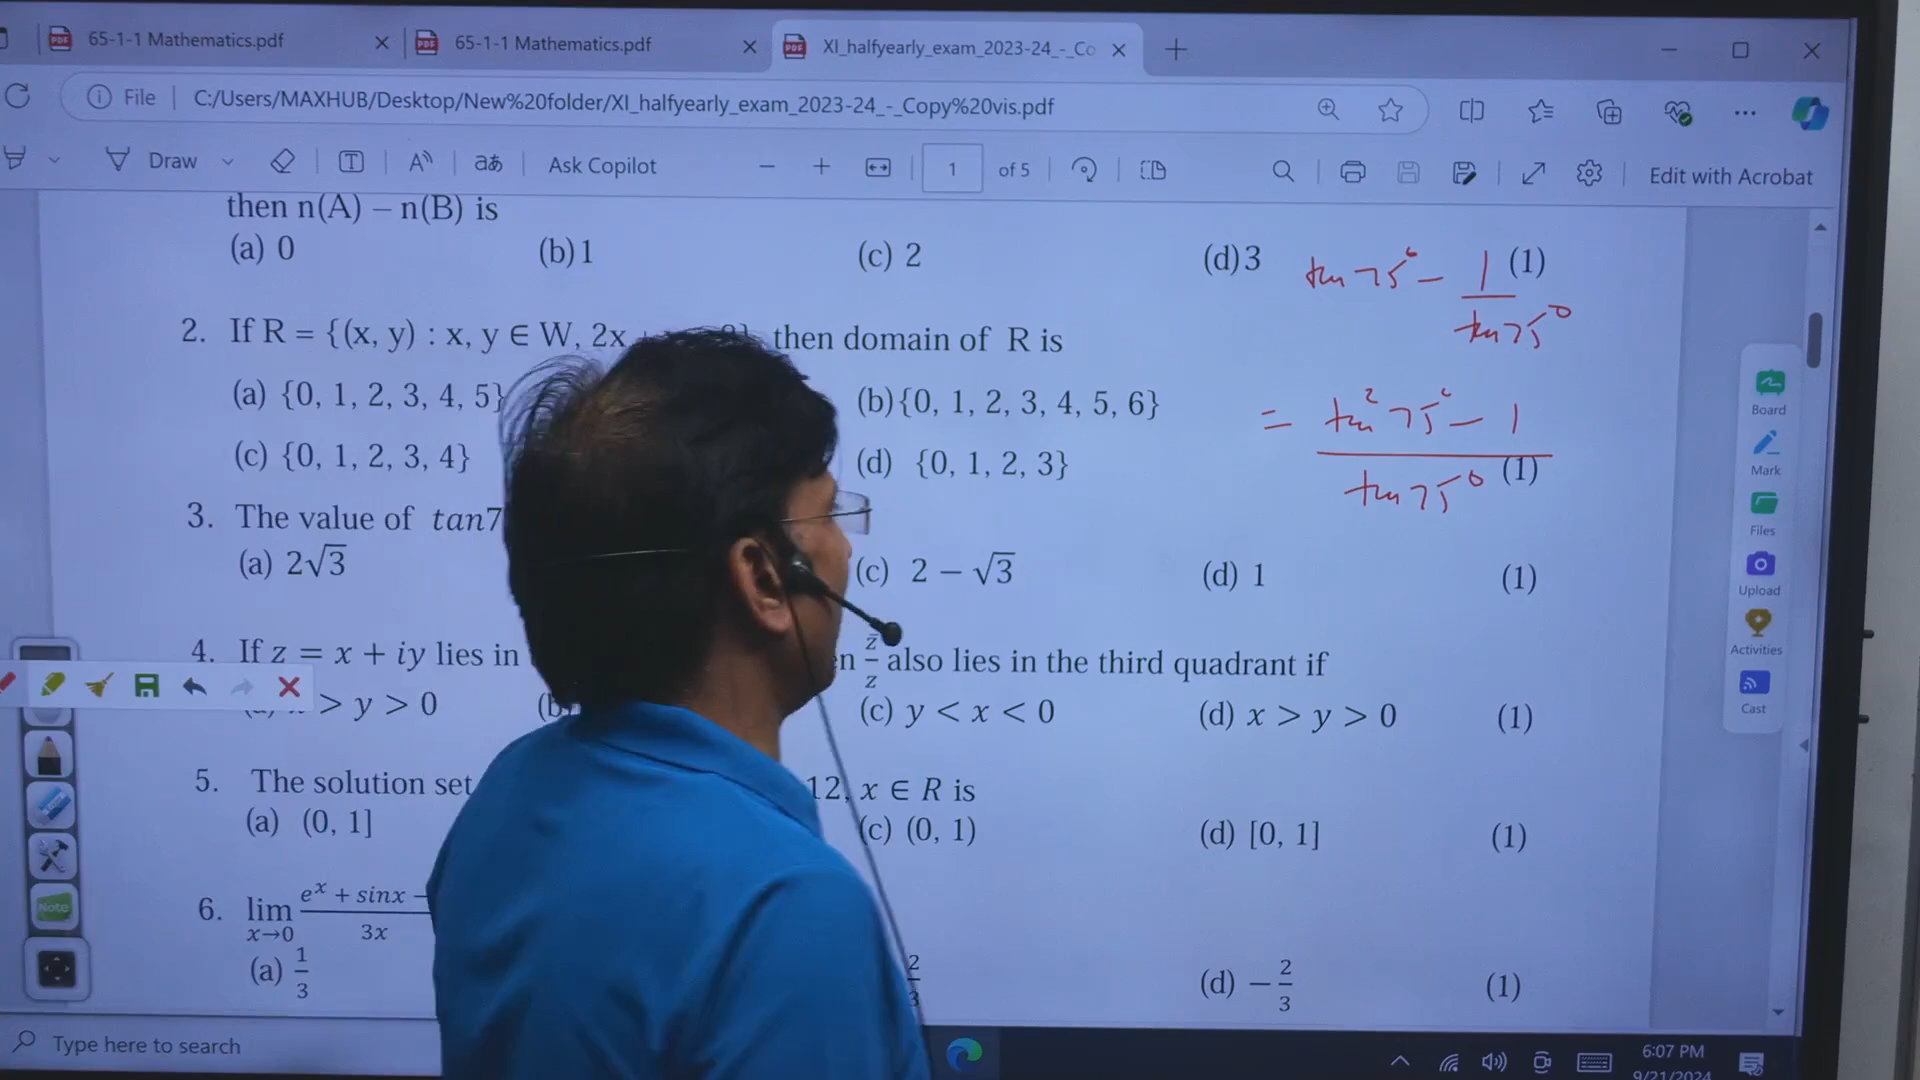 65-1-1 Mathematics.pdf
65-1-1 Mathematics.pdf
XI_halfyearly_exam_2023-24_-_Co
File
C:/Users/MAXHUB/Desktop/New%20folder/XI_halfyearly_exam_2023-24_-_Copy%20vis.pdf
Draw
Ask Copilot
1 of 5
Edit with Acrobat
then n(A) – n(B) is
(a) 0 (b) 1 (c) 2 (d) 3 (1)
tan 75° − 1/tan 75°
2. If R = {(x, y) : x, y ∈ W, 2x then domain of R is
(a) {0, 1, 2, 3, 4, 5} (b) {0, 1, 2, 3, 4, 5, 6}
= (tan² 75° − 1)/tan 75°
(c) {0, 1, 2, 3, 4} (d) {0, 1, 2, 3} (1)
3. The value of tan7
(a) 2√3 (c) 2 − √3 (d) 1 (1)
4. If z = x + iy lies in z̄/z also lies in the third quadrant if
> y > 0 (c) y < x < 0 (d) x > y > 0 (1)
5. The solution set 12, x ∈ R is
(a) (0, 1] (c) (0, 1) (d) [0, 1] (1)
6. lim x→0 eˣ + sinx −
3x
(a) 1/3 2/3 (d) − 2/3 (1)
Board
Mark
Files
Upload
Activities
Cast
Note
Type here to search
6:07 PM
9/21/2024